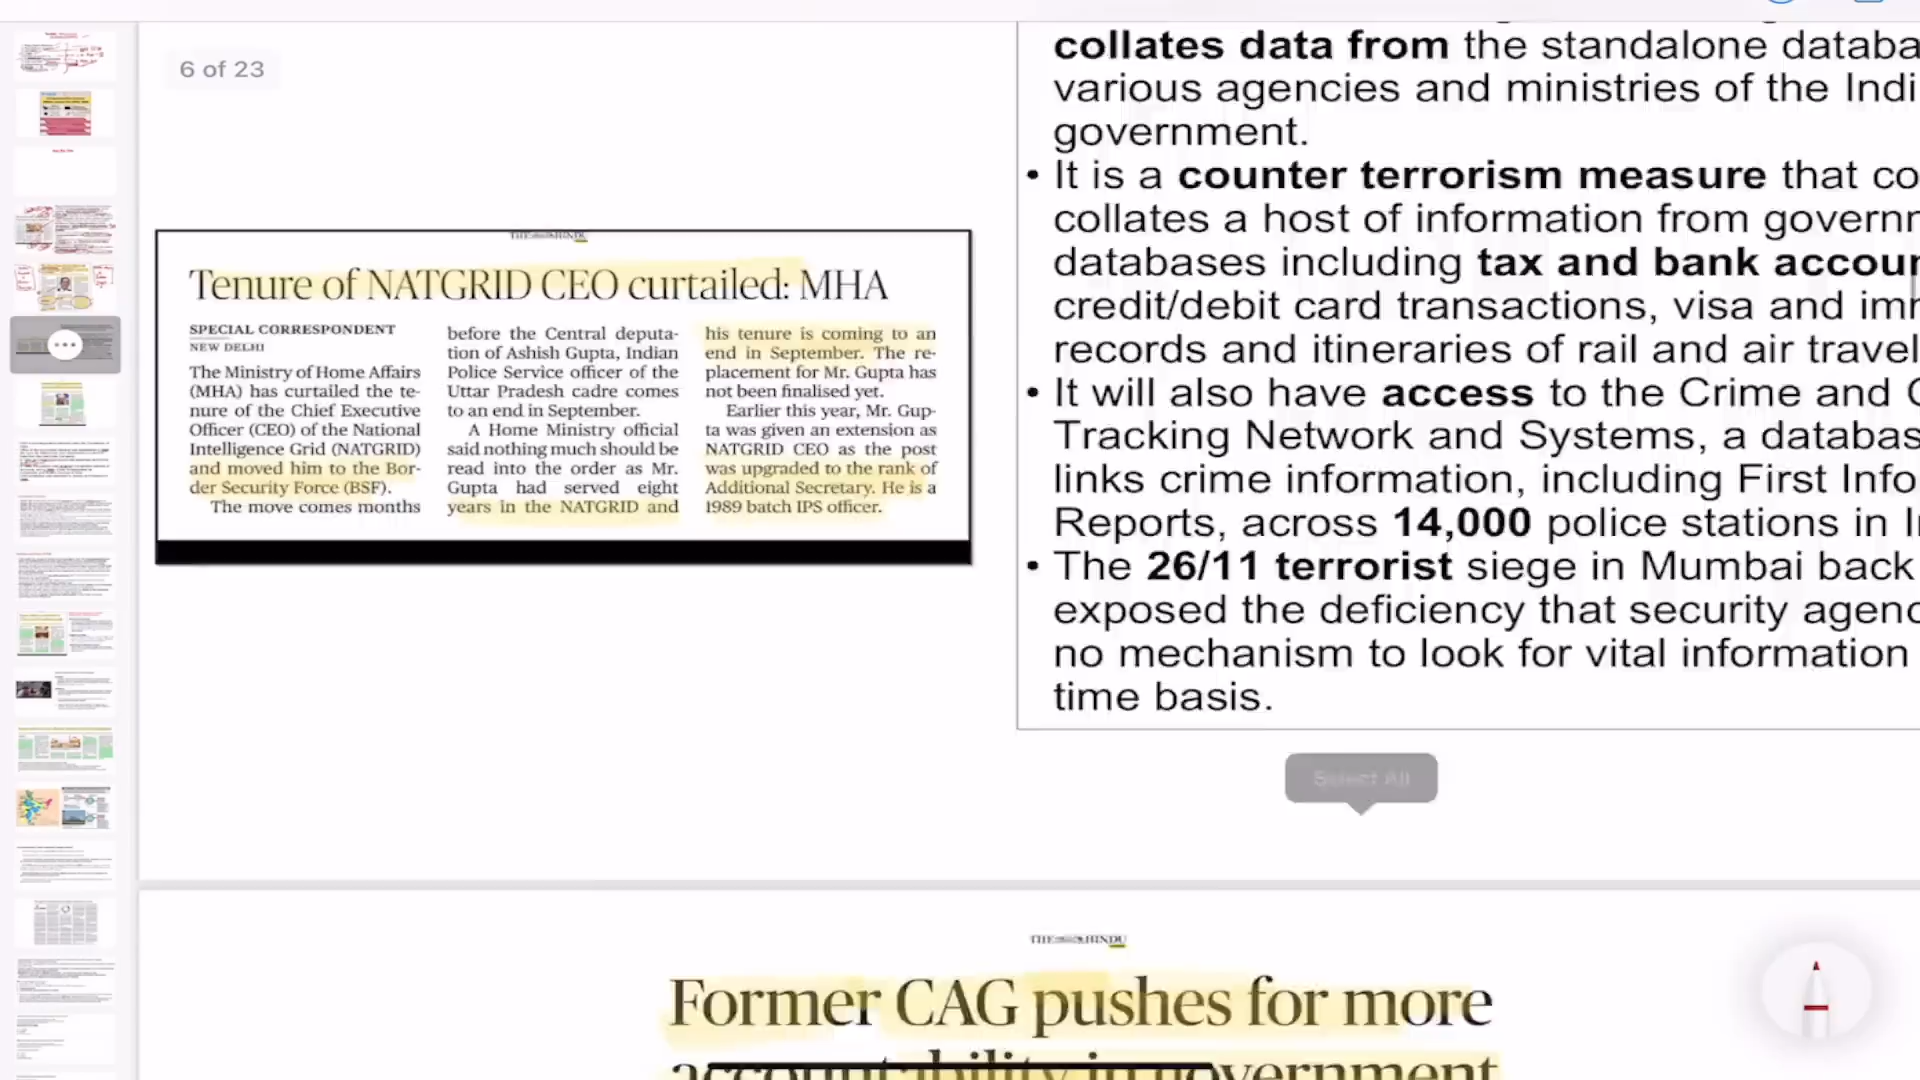 6 of 23
THE HINDU
Tenure of NATGRID CEO curtailed: MHA
SPECIAL CORRESPONDENT
NEW DELHI
The Ministry of Home Affairs
(MHA) has curtailed the te-
nure of the Chief Executive
Officer (CEO) of the National
Intelligence Grid (NATGRID)
and moved him to the Bor-
der Security Force (BSF).
The move comes months
before the Central deputa-
tion of Ashish Gupta, Indian
Police Service officer of the
Uttar Pradesh cadre comes
to an end in September.
A Home Ministry official
said nothing much should be
read into the order as Mr.
Gupta had served eight
years in the NATGRID and
his tenure is coming to an
end in September. The re-
placement for Mr. Gupta has
not been finalised yet.
Earlier this year, Mr. Gup-
ta was given an extension as
NATGRID CEO as the post
was upgraded to the rank of
Additional Secretary. He is a
1989 batch IPS officer.
collates data from the standalone databa
various agencies and ministries of the Indi
government.
• It is a counter terrorism measure that co
collates a host of information from governm
databases including tax and bank accoun
credit/debit card transactions, visa and imm
records and itineraries of rail and air travel
• It will also have access to the Crime and C
Tracking Network and Systems, a databas
links crime information, including First Info
Reports, across 14,000 police stations in I
• The 26/11 terrorist siege in Mumbai back
exposed the deficiency that security agenc
no mechanism to look for vital information
time basis.
Select All
THE HINDU
Former CAG pushes for more
accountability in government